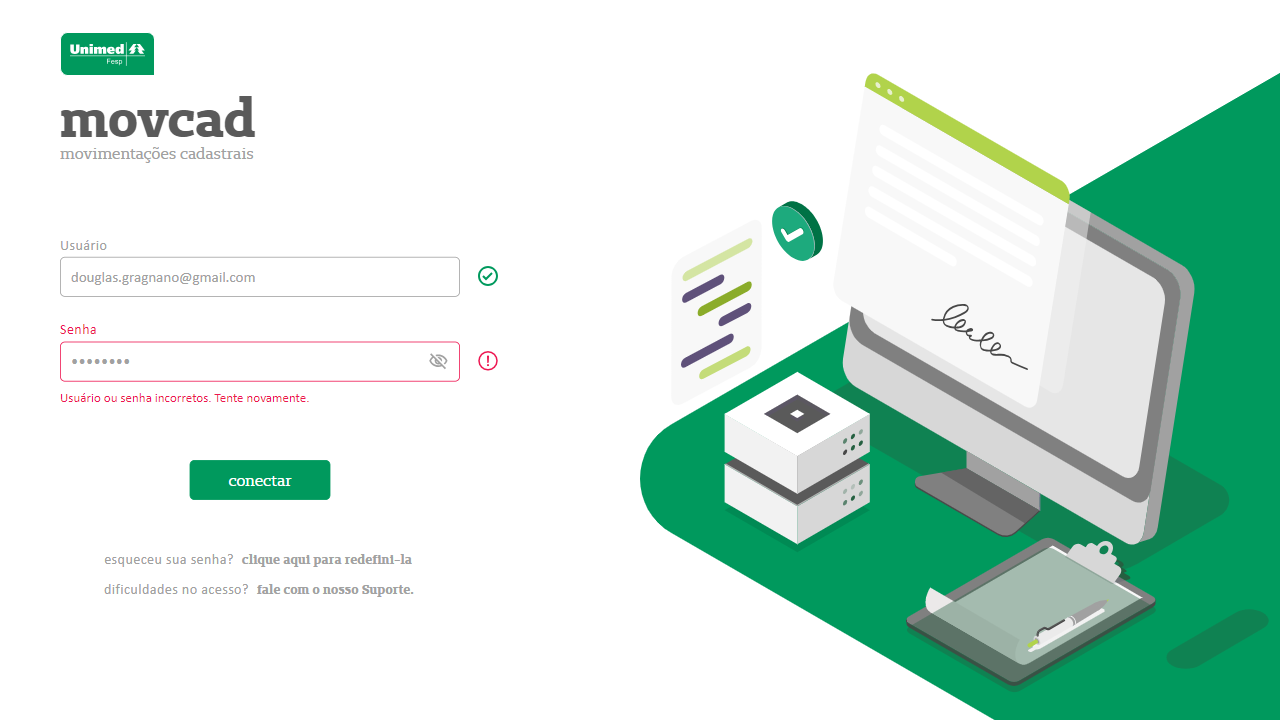 Unimed
Fesp
movcad
movimentações cadastrais
Usuário
douglas.gragnano@gmail.com
Senha
••••••••
Usuário ou senha incorretos. Tente novamente.
conectar
esqueceu sua senha? clique aqui para redefini-la
dificuldades no acesso? fale com o nosso Suporte.